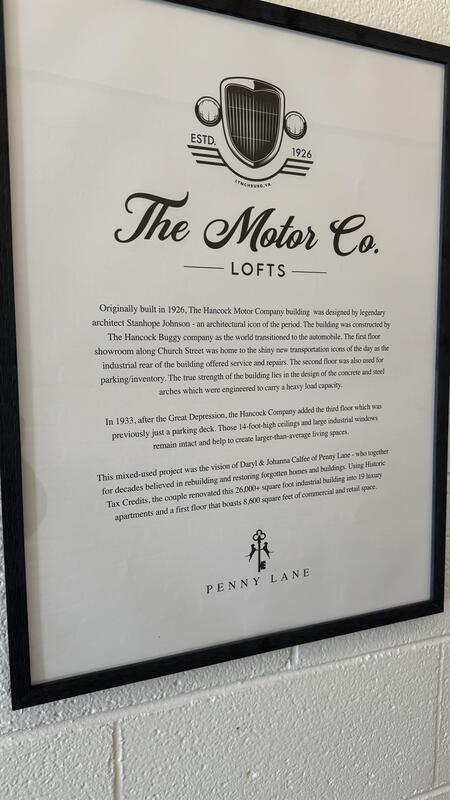 ESTD. 1926
LYNCHBURG, VA
The Motor Co.
LOFTS
Originally built in 1926, The Hancock Motor Company building was designed by legendary
architect Stanhope Johnson - an architectural icon of the period. The building was constructed by
The Hancock Buggy company as the world transitioned to the automobile. The first floor
showroom along Church Street was home to the shiny new transportation icons of the day as the
industrial rear of the building offered service and repairs. The second floor was also used for
parking/inventory. The true strength of the building lies in the design of the concrete and steel
arches which were engineered to carry a heavy load capacity.
In 1933, after the Great Depression, the Hancock Company added the third floor which was
previously just a parking deck. Those 14-foot-high ceilings and large industrial windows
remain intact and help to create larger-than-average living spaces.
This mixed-used project was the vision of Daryl & Johanna Calfee of Penny Lane - who together
for decades believed in rebuilding and restoring forgotten homes and buildings. Using Historic
Tax Credits, the couple renovated this 26,000+ square foot industrial building into 19 luxury
apartments and a first floor that boasts 8,600 square feet of commercial and retail space.
PENNY LANE